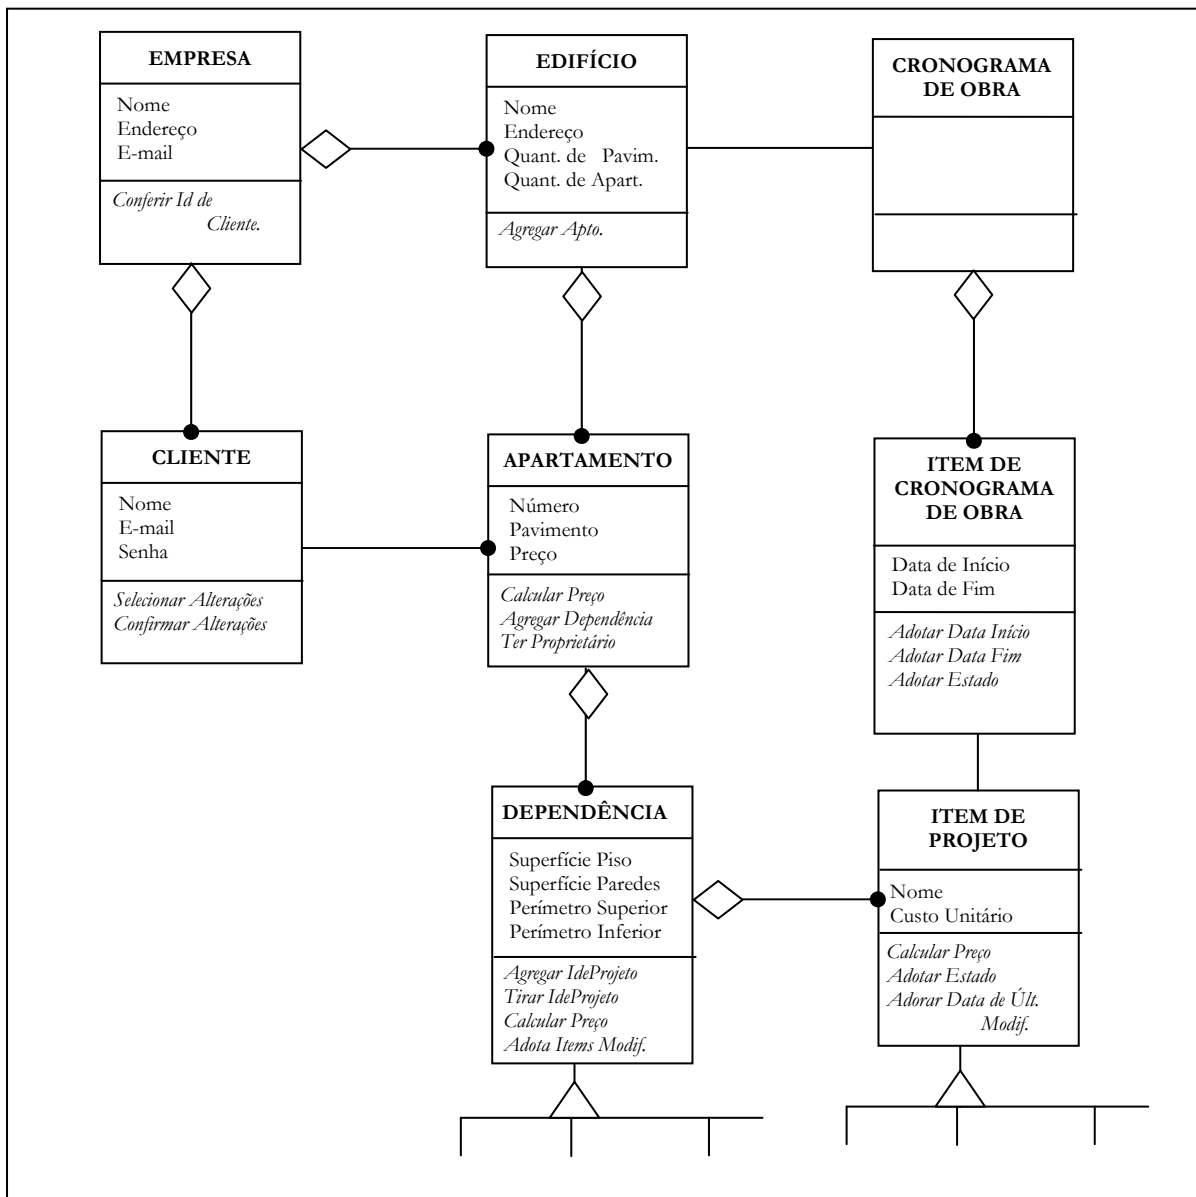 EMPRESA
Nome
Endereço
E-mail
Conferir Id de
Cliente.
EDIFÍCIO
Nome
Endereço
Quant. de Pavim.
Quant. de Apart.
Agregar Apto.
CRONOGRAMA
DE OBRA
CLIENTE
Nome
E-mail
Senha
Selecionar Alterações
Confirmar Alterações
APARTAMENTO
Número
Pavimento
Preço
Calcular Preço
Agregar Dependência
Ter Proprietário
ITEM DE
CRONOGRAMA
DE OBRA
Data de Início
Data de Fim
Adotar Data Início
Adotar Data Fim
Adotar Estado
DEPENDÊNCIA
Superfície Piso
Superfície Paredes
Perímetro Superior
Perímetro Inferior
Agregar IdeProjeto
Tirar IdeProjeto
Calcular Preço
Adota Items Modif.
ITEM DE
PROJETO
Nome
Custo Unitário
Calcular Preço
Adotar Estado
Adorar Data de Últ.
Modif.